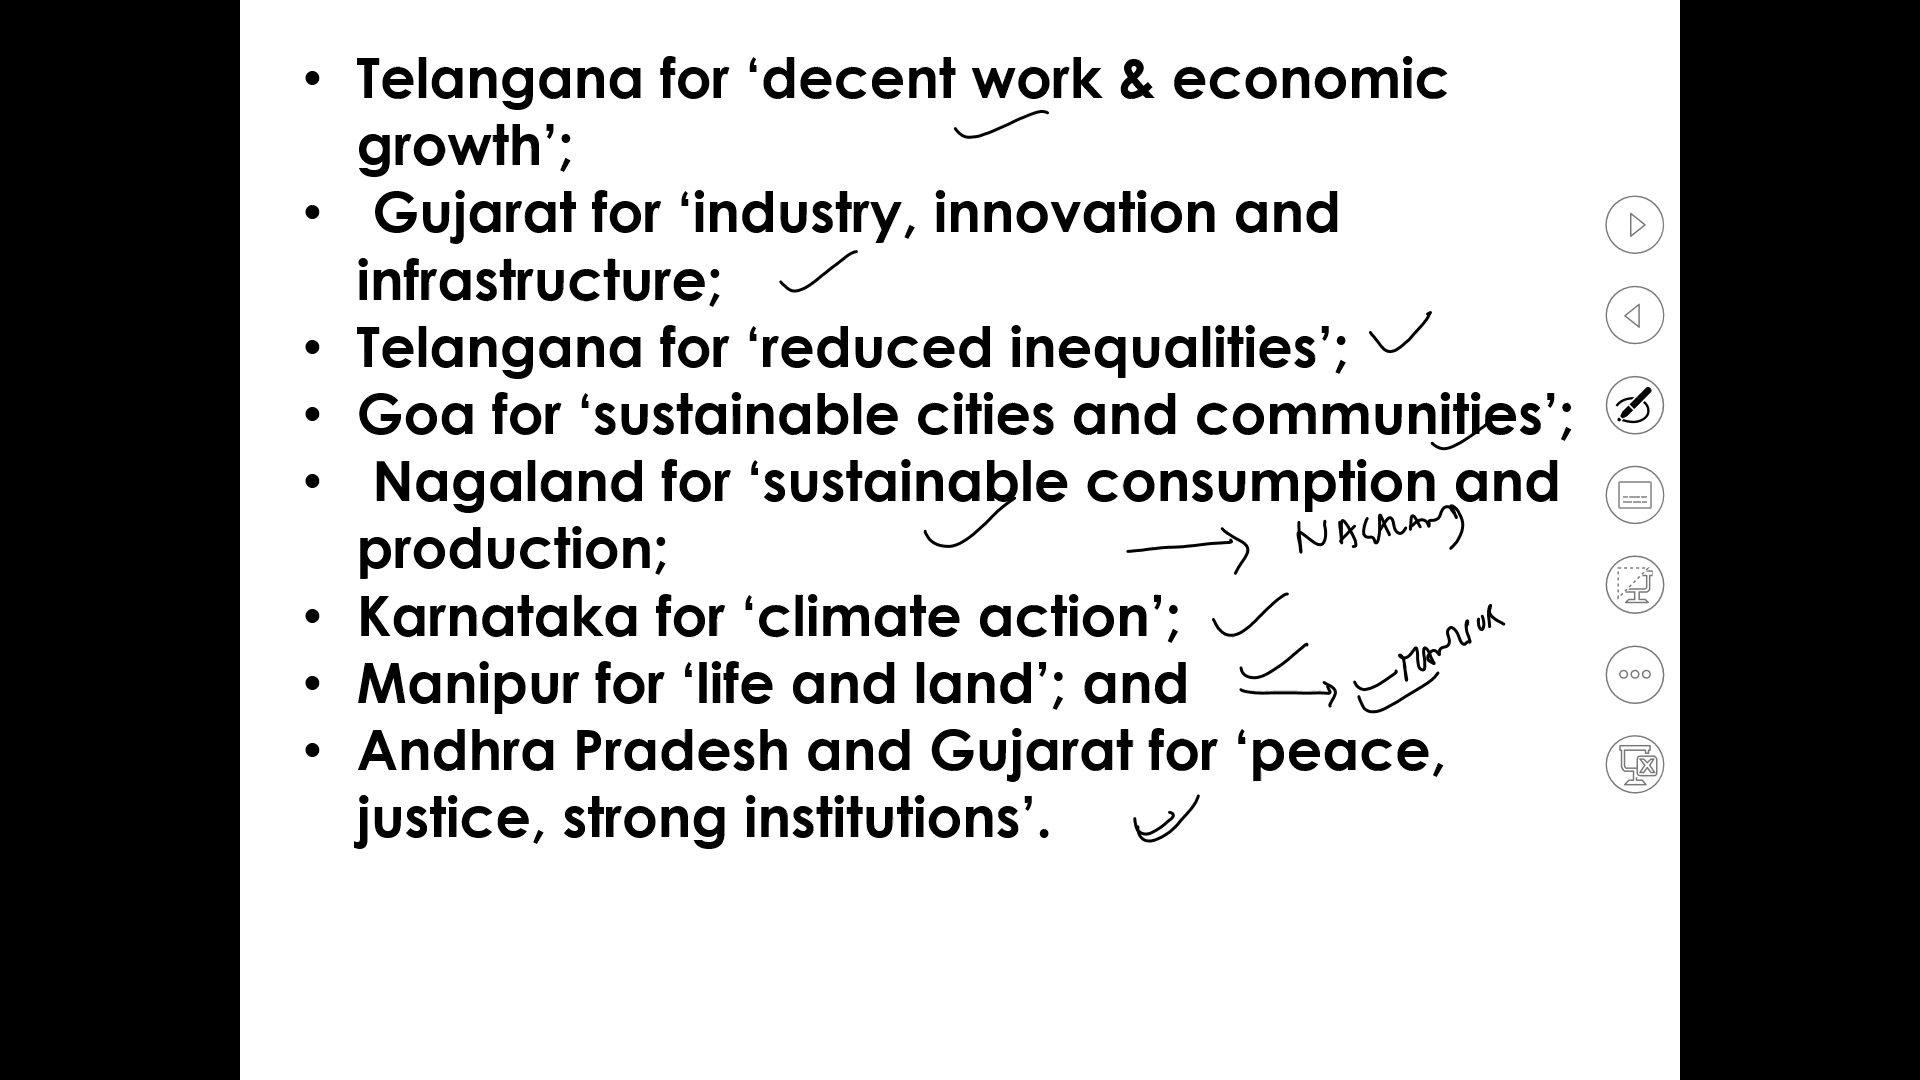 • Telangana for ‘decent work & economic
growth’;
• Gujarat for ‘industry, innovation and
infrastructure;
• Telangana for ‘reduced inequalities’;
• Goa for ‘sustainable cities and communities’;
• Nagaland for ‘sustainable consumption and
production;
NAGALAND
• Karnataka for ‘climate action’;
• Manipur for ‘life and land’; and
• Andhra Pradesh and Gujarat for ‘peace,
justice, strong institutions’.